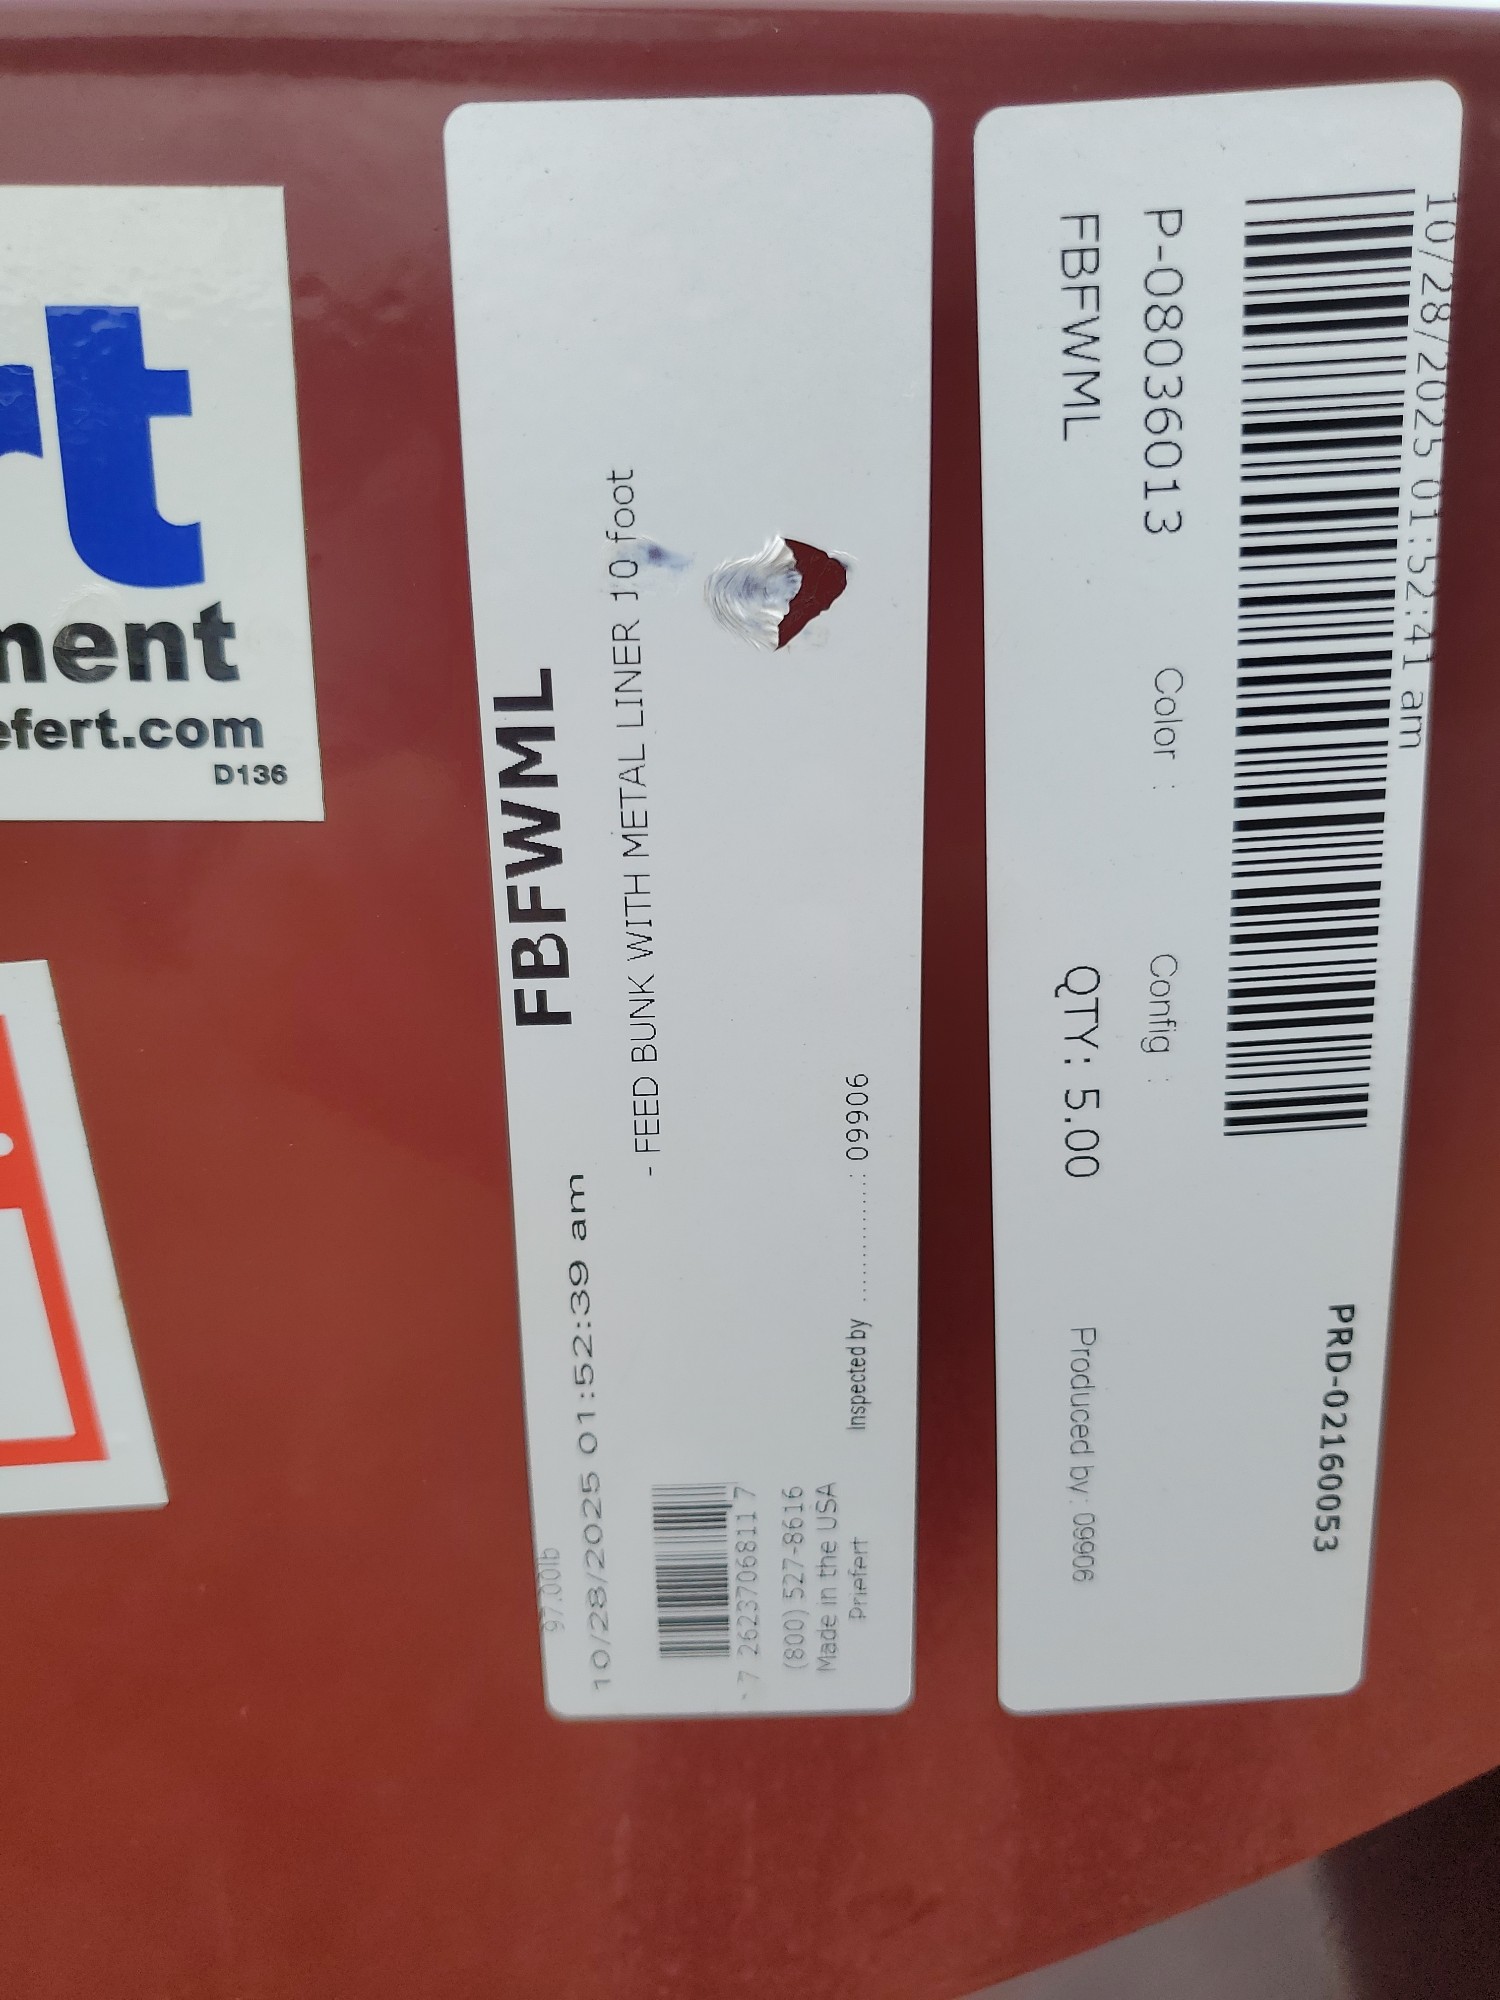 rt
ment
efert.com
D136
97.00lb
10/28/2025 01:52:39 am
FBFWML
- FEED BUNK WITH METAL LINER 10 foot
7 2623706811 7
(800) 527-8616
Made in the USA
Priefert
Inspected by ..............: 09906
10/28/2025 01:52:41 am
PRD-02160053
P-08036013
Color :
Config :
FBFWML
QTY: 5.00
Produced by: 09906